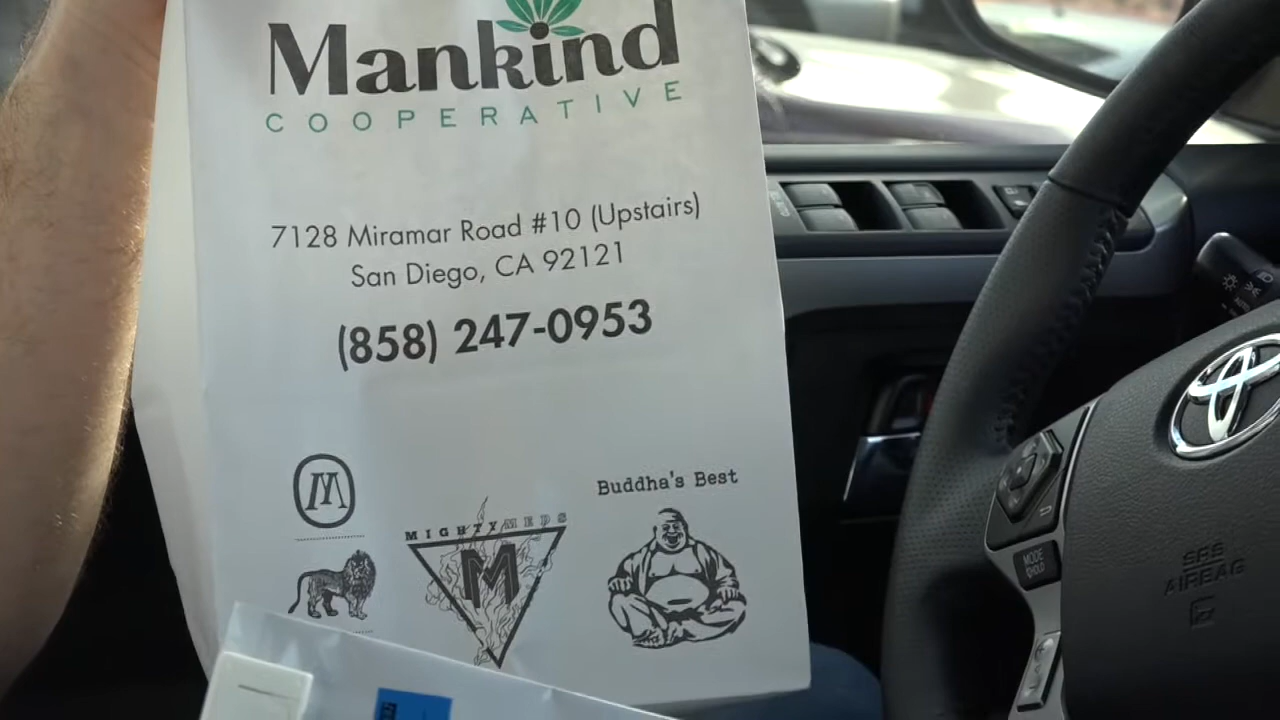 Mankind
COOPERATIVE
7128 Miramar Road #10 (Upstairs)
San Diego, CA 92121
(858) 247-0953
M
MIGHTY MEDS
M
Buddha's Best
MODE
HOLD
SRS
AIRBAG